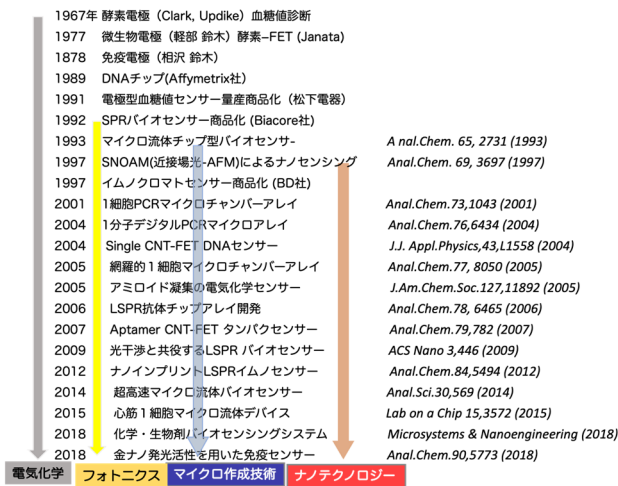 1967年 酵素電極（Clark, Updike）血糖値診断
1977 微生物電極（軽部 鈴木）酵素−FET (Janata)
1878 免疫電極（相沢 鈴木）
1989 DNAチップ(Affymetrix社）
1991 電極型血糖値センサー量産商品化（松下電器）
1992 SPRバイオセンサー商品化 (Biacore社)
1993 マイクロ流体チップ型バイオセンサ- A nal.Chem. 65, 2731 (1993)
1997 SNOAM(近接場光-AFM)によるナノセンシング Anal.Chem. 69, 3697 (1997)
1997 イムノクロマトセンサー商品化 (BD社)
2001 1細胞PCRマイクロチャンバーアレイ Anal.Chem.73,1043 (2001)
2004 1分子デジタルPCRマイクロアレイ Anal.Chem.76,6434 (2004)
2004 Single CNT-FET DNAセンサー J.J. Appl.Physics,43,L1558 (2004)
2005 網羅的１細胞マイクロチャンバーアレイ Anal.Chem.77, 8050 (2005)
2005 アミロイド凝集の電気化学センサー J.Am.Chem.Soc.127,11892 (2005)
2006 LSPR抗体チップアレイ開発 Anal.Chem.78, 6465 (2006)
2007 Aptamer CNT-FET タンパクセンサー Anal.Chem.79,782 (2007)
2009 光干渉と共役するLSPR バイオセンサー ACS Nano 3,446 (2009)
2012 ナノインプリントLSPRイムノセンサー Anal.Chem.84,5494 (2012)
2014 超高速マイクロ流体バイオセンサー Anal.Sci.30,569 (2014)
2015 心筋１細胞マイクロ流体デバイス Lab on a Chip 15,3572 (2015)
2018 化学・生物剤バイオセンシングシステム Microsystems & Nanoengineering (2018)
2018 金ナノ発光活性を用いた免疫センサー Anal.Chem.90,5773 (2018)
電気化学 フォトニクス マイクロ作成技術 ナノテクノロジー